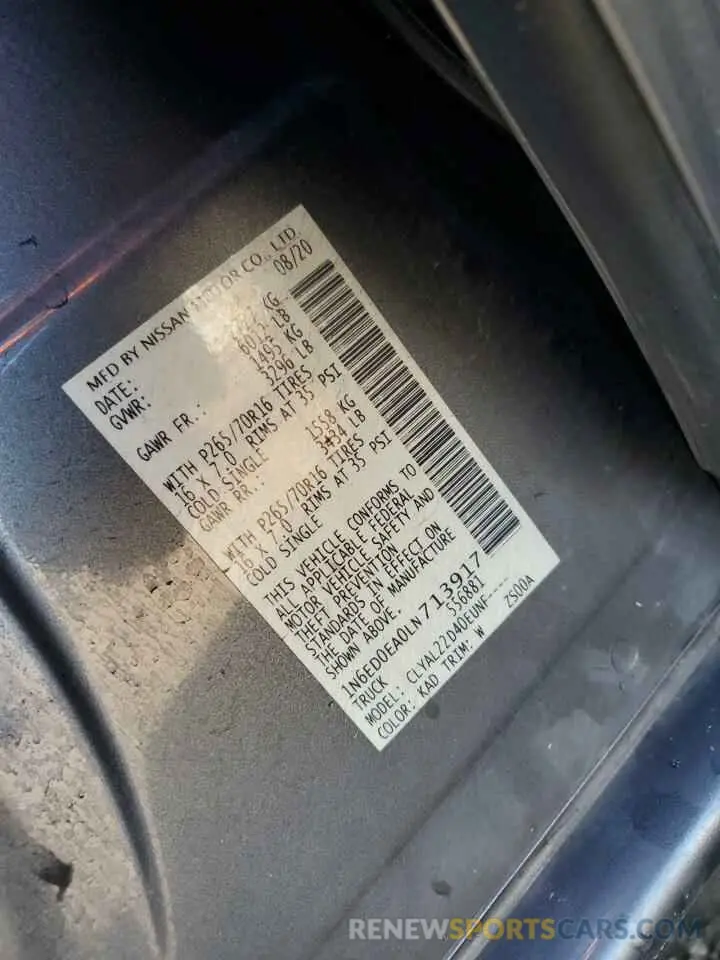 MFD BY NISSAN MOTOR CO., LTD.
DATE: 08/20
GVWR: KG
LB
GAWR FR.: 1495 KG
3296 LB
WITH P265/70R16 TIRES
16 X 7.0 RIMS AT 35 PSI
COLD SINGLE
GAWR RR.: 1558 KG
3434 LB
WITH P265/70R16 TIRES
16 X 7.0 RIMS AT 35 PSI
COLD SINGLE
THIS VEHICLE CONFORMS TO
ALL APPLICABLE FEDERAL
MOTOR VEHICLE SAFETY AND
THEFT PREVENTION
STANDARDS IN EFFECT ON
THE DATE OF MANUFACTURE
SHOWN ABOVE.
1N6ED0EA0LN713917
TRUCK 556881
MODEL: CLYAL22D4DEUNF-----
COLOR: KAD TRIM: W ZS00A
RENEWSPORTSCARS.COM